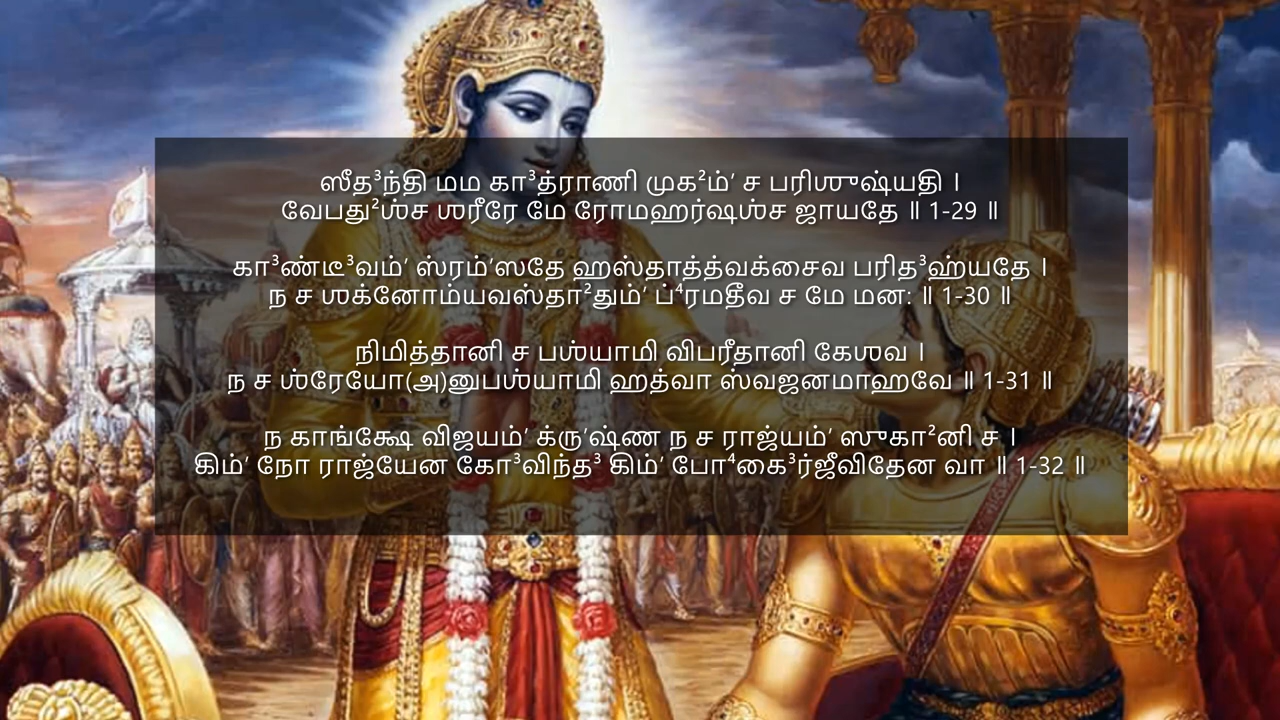 ஸீத³ந்தி மம கா³த்ராணி முக²ம்ʼ ச பரிஶுஷ்யதி ।
வேபது²ஶ்ச ஶரீரே மே ரோமஹர்ஷஶ்ச ஜாயதே ॥ 1-29 ॥
கா³ண்டீ³வம்ʼ ஸ்ரம்ʼஸதே ஹஸ்தாத்த்வக்சைவ பரித³ஹ்யதே ।
ந ச ஶக்னோம்யவஸ்தா²தும்ʼ ப்⁴ரமதீவ ச மே மன: ॥ 1-30 ॥
நிமித்தானி ச பஶ்யாமி விபரீதானி கேஶவ ।
ந ச ஶ்ரேயோ(அ)னுபஶ்யாமி ஹத்வா ஸ்வஜனமாஹவே ॥ 1-31 ॥
ந காங்க்ஷே விஜயம்ʼ க்ருʼஷ்ண ந ச ராஜ்யம்ʼ ஸுகா²னி ச ।
கிம்ʼ நோ ராஜ்யேன கோ³விந்த³ கிம்ʼ போ⁴கை³ர்ஜீவிதேன வா ॥ 1-32 ॥